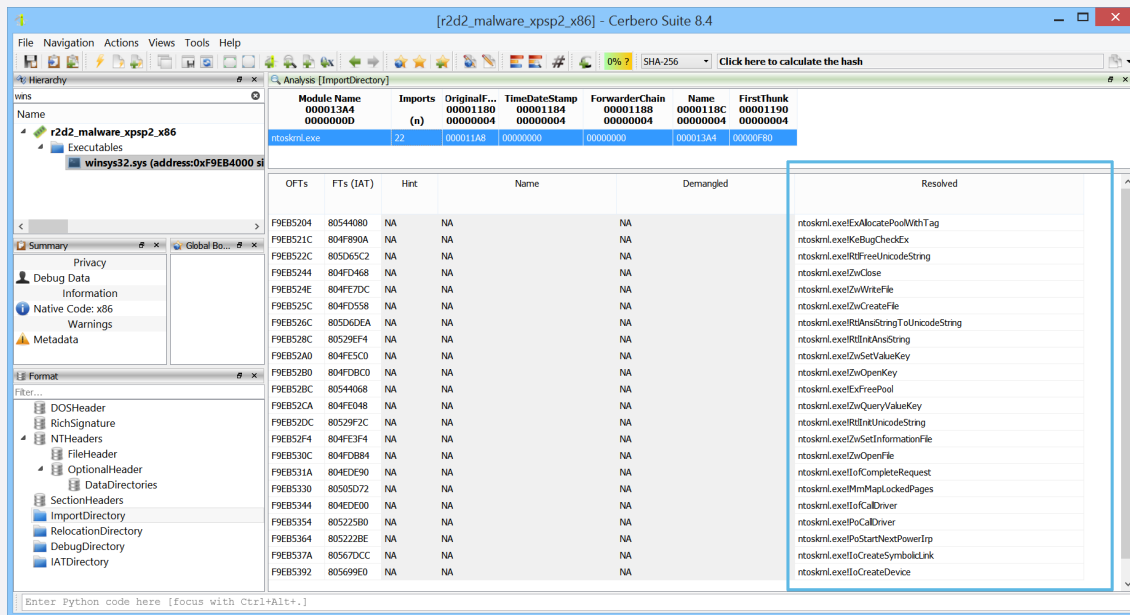 [r2d2_malware_xpsp2_x86] - Cerbero Suite 8.4
File Navigation Actions Views Tools Help
0% ? SHA-256 Click here to calculate the hash
Hierarchy
wins
Name
r2d2_malware_xpsp2_x86
Executables
winsys32.sys (address:0xF9EB4000 si
Summary
Global Bo...
Privacy
Debug Data
Information
Native Code: x86
Warnings
Metadata
Format
Filter...
DOSHeader
RichSignature
NTHeaders
FileHeader
OptionalHeader
DataDirectories
SectionHeaders
ImportDirectory
RelocationDirectory
DebugDirectory
IATDirectory
Analysis [ImportDirectory]
Module Name Imports OriginalF... TimeDateStamp ForwarderChain Name FirstThunk
000013A4 00001180 00001184 00001188 0000118C 00001190
0000000D (n) 00000004 00000004 00000004 00000004 00000004
ntoskrnl.exe 22 000011A8 00000000 00000000 000013A4 00000F80
OFTs FTs (IAT) Hint Name Demangled Resolved
F9EB5204 80544080 NA NA NA ntoskrnl.exe!ExAllocatePoolWithTag
F9EB521C 804F890A NA NA NA ntoskrnl.exe!KeBugCheckEx
F9EB522C 805D65C2 NA NA NA ntoskrnl.exe!RtlFreeUnicodeString
F9EB5244 804FD468 NA NA NA ntoskrnl.exe!ZwClose
F9EB524E 804FE7DC NA NA NA ntoskrnl.exe!ZwWriteFile
F9EB525C 804FD558 NA NA NA ntoskrnl.exe!ZwCreateFile
F9EB526C 805D6DEA NA NA NA ntoskrnl.exe!RtlAnsiStringToUnicodeString
F9EB528C 80529EF4 NA NA NA ntoskrnl.exe!RtlInitAnsiString
F9EB52A0 804FE5C0 NA NA NA ntoskrnl.exe!ZwSetValueKey
F9EB52B0 804FDBC0 NA NA NA ntoskrnl.exe!ZwOpenKey
F9EB52BC 80544068 NA NA NA ntoskrnl.exe!ExFreePool
F9EB52CA 804FE048 NA NA NA ntoskrnl.exe!ZwQueryValueKey
F9EB52DC 80529F2C NA NA NA ntoskrnl.exe!RtlInitUnicodeString
F9EB52F4 804FE3F4 NA NA NA ntoskrnl.exe!ZwSetInformationFile
F9EB530C 804FDB84 NA NA NA ntoskrnl.exe!ZwOpenFile
F9EB531A 804EDE90 NA NA NA ntoskrnl.exe!IofCompleteRequest
F9EB5330 80505D72 NA NA NA ntoskrnl.exe!MmMapLockedPages
F9EB5344 804EDE00 NA NA NA ntoskrnl.exe!IofCallDriver
F9EB5354 805225B0 NA NA NA ntoskrnl.exe!PoCallDriver
F9EB5364 805222BE NA NA NA ntoskrnl.exe!PoStartNextPowerIrp
F9EB537A 80567DCC NA NA NA ntoskrnl.exe!IoCreateSymbolicLink
F9EB5392 805699E0 NA NA NA ntoskrnl.exe!IoCreateDevice
Enter Python code here [focus with Ctrl+Alt+.]